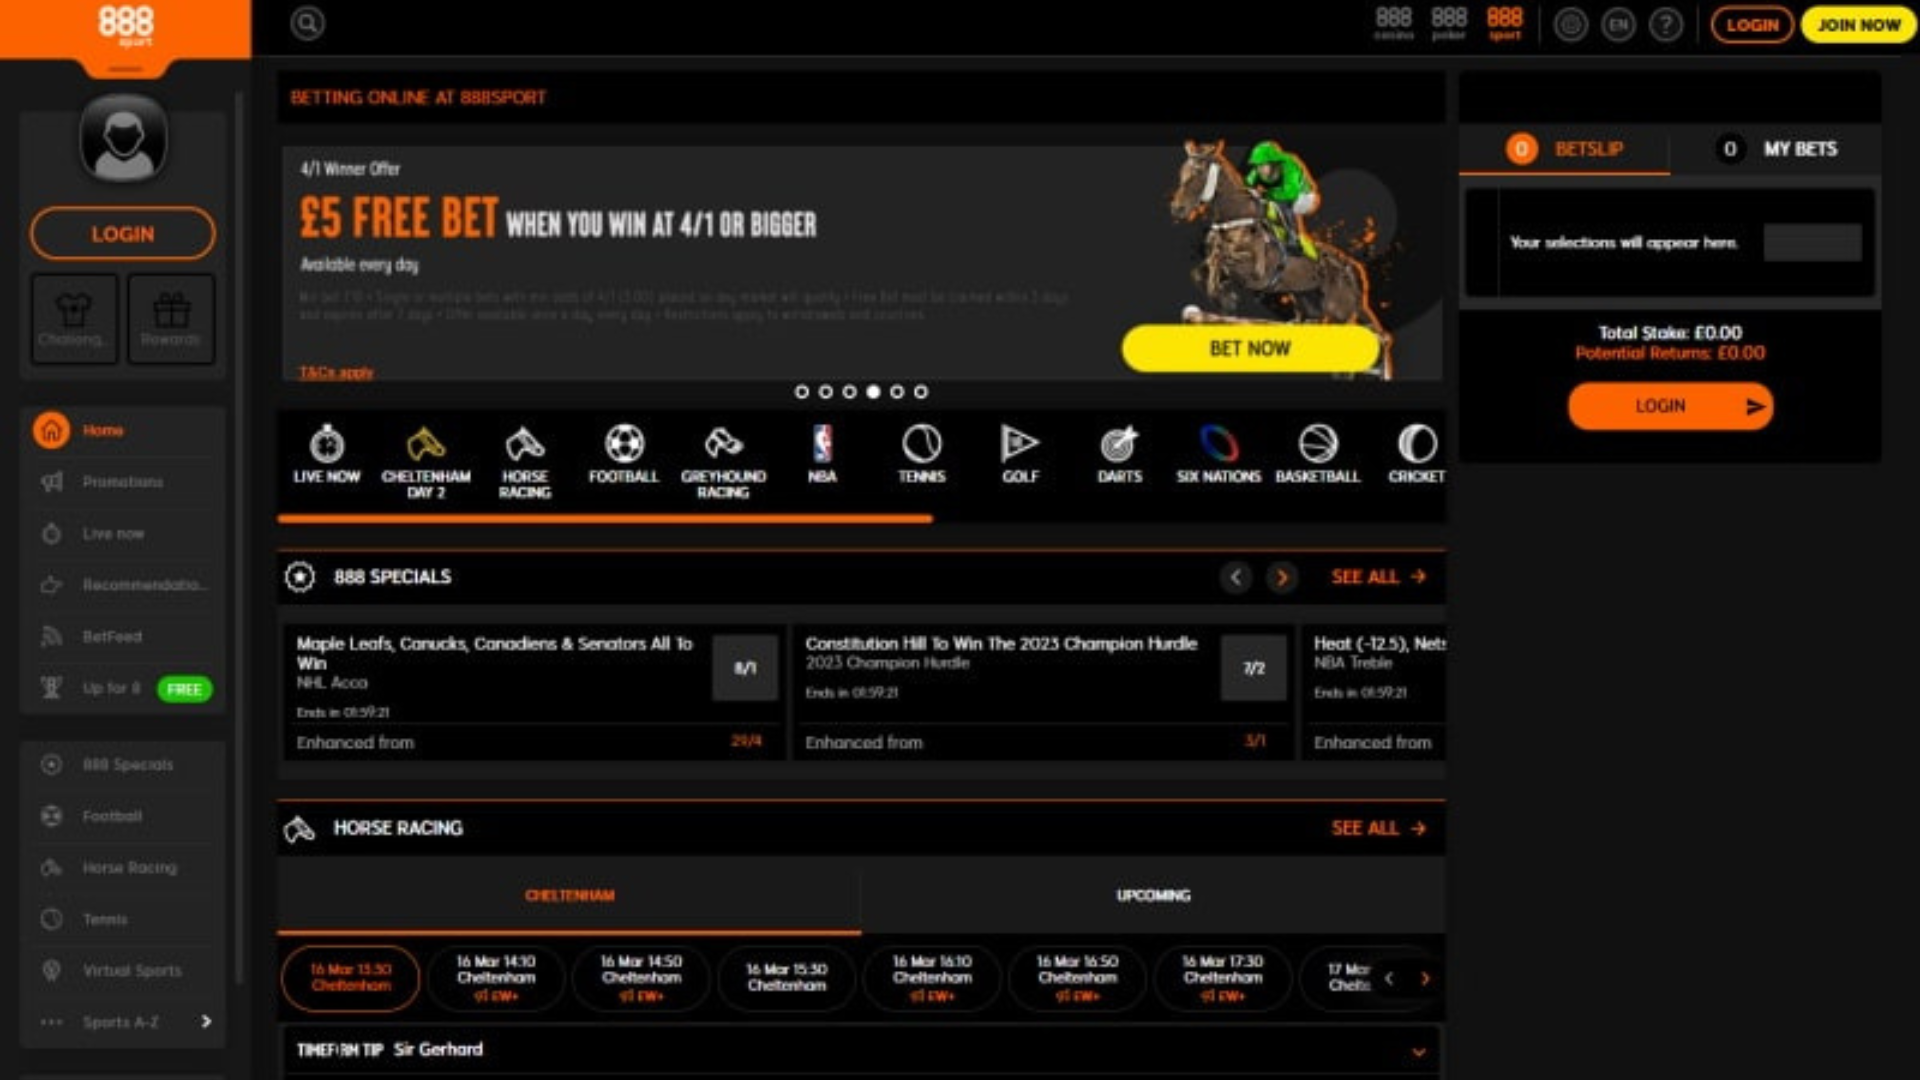 888
sport
888
casino
888
poker
888
sport
EN
?
LOGIN
JOIN NOW
LOGIN
Challeng...
Rewards
Home
Promotions
Live now
Recommendatio...
BetFeed
Up for 8
FREE
888 Specials
Football
Horse Racing
Tennis
Virtual Sports
Sports A-Z
BETTING ONLINE AT 888SPORT
4/1 Winner Offer
£5 FREE BET WHEN YOU WIN AT 4/1 OR BIGGER
Available every day
T&Cs apply
BET NOW
LIVE NOW
CHELTENHAM
DAY 2
HORSE
RACING
FOOTBALL
GREYHOUND
RACING
NBA
TENNIS
GOLF
DARTS
SIX NATIONS
BASKETBALL
CRICKET
888 SPECIALS
SEE ALL
Maple Leafs, Canucks, Canadiens & Senators All To
Win
NHL Acca
Ends in 01:59:21
8/1
Enhanced from
29/4
Constitution Hill To Win The 2023 Champion Hurdle
2023 Champion Hurdle
Ends in 01:59:21
7/2
Enhanced from
3/1
Heat (-12.5), Nets
NBA Treble
Ends in 01:59:21
Enhanced from
HORSE RACING
SEE ALL
CHELTENHAM
UPCOMING
16 Mar 13:30
Cheltenham
16 Mar 14:10
Cheltenham
EW+
16 Mar 14:50
Cheltenham
EW+
16 Mar 15:30
Cheltenham
16 Mar 16:10
Cheltenham
EW+
16 Mar 16:50
Cheltenham
EW+
16 Mar 17:30
Cheltenham
EW+
17 Mar
Chelte
TIMEFORM TIP Sir Gerhard
0 BETSLIP
0 MY BETS
Your selections will appear here.
Total Stake: £0.00
Potential Returns: £0.00
LOGIN